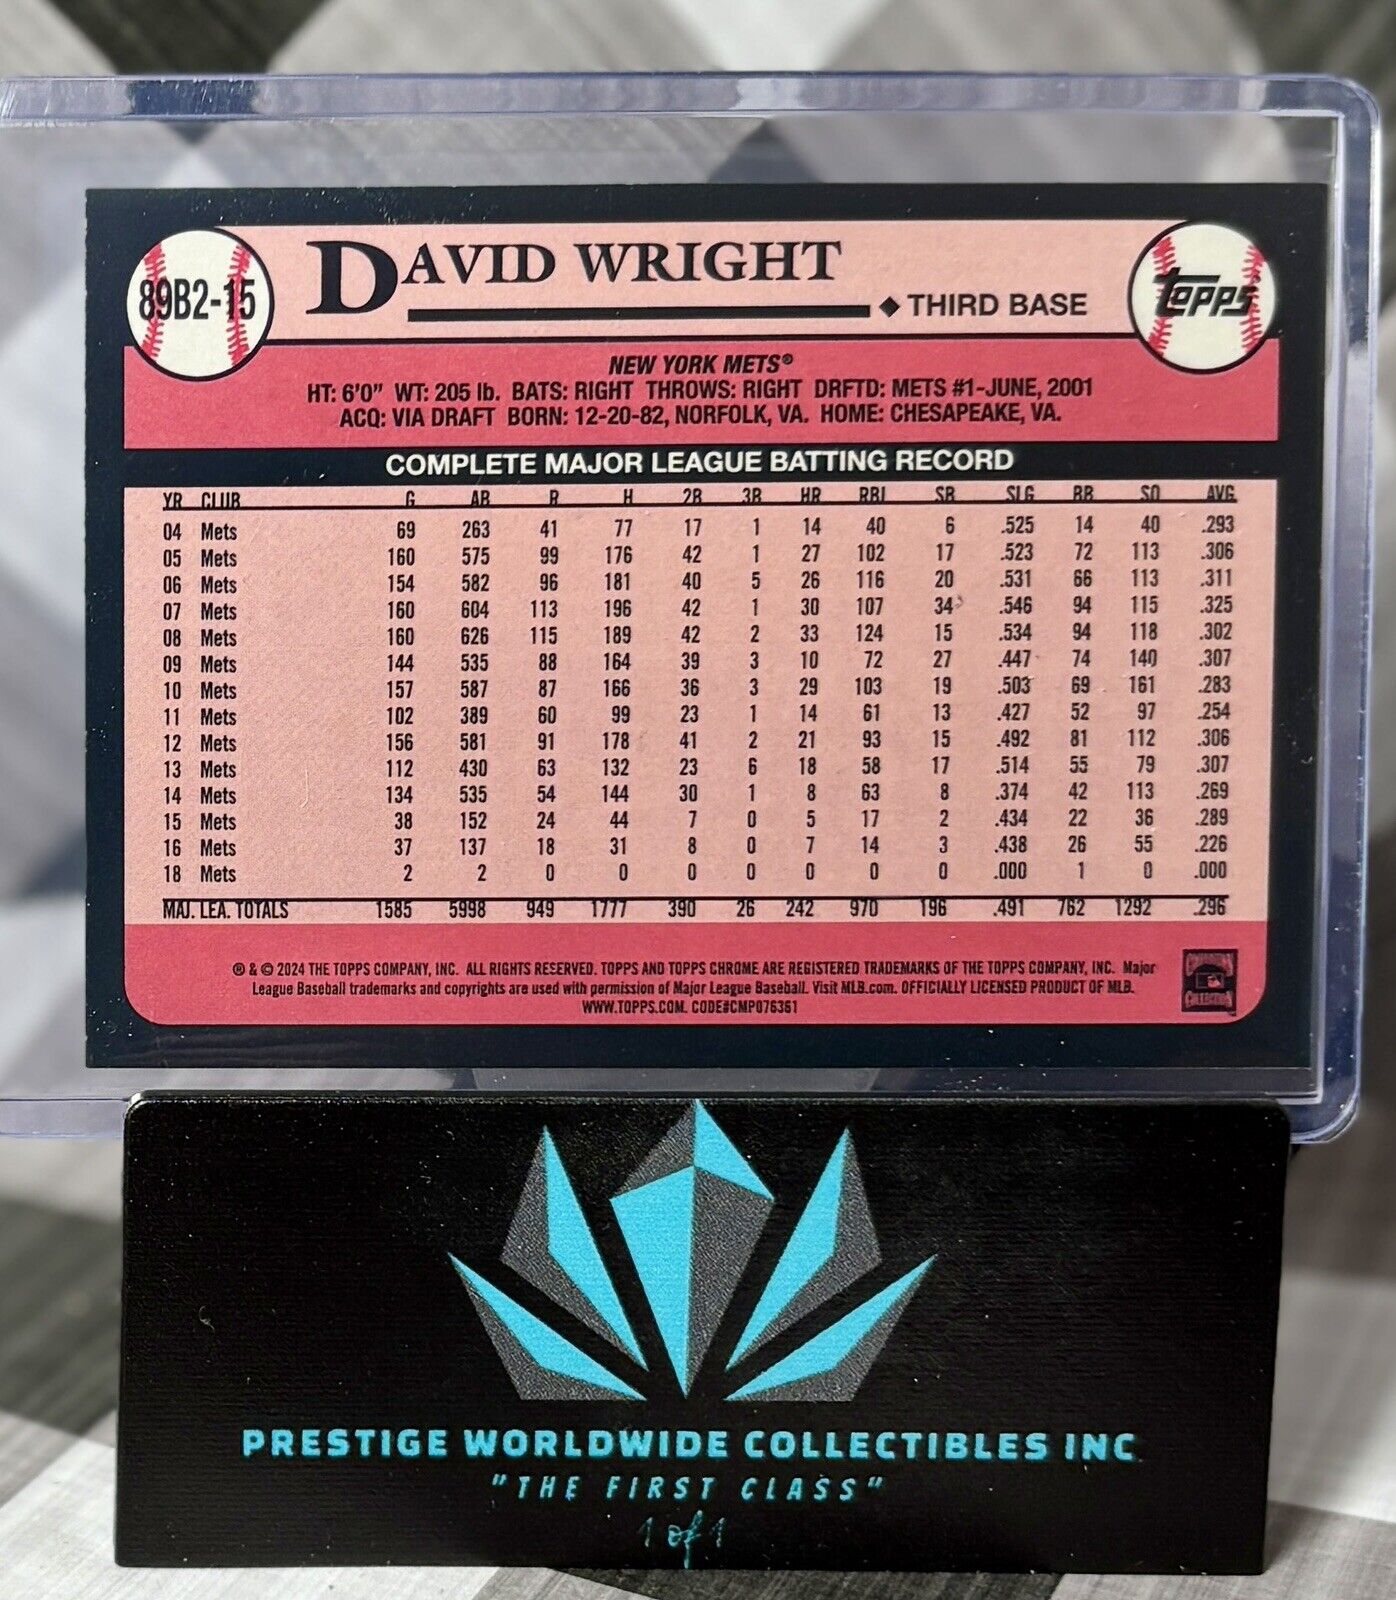 89B2-15
DAVID WRIGHT
◆ THIRD BASE
topps
NEW YORK METS®
HT: 6'0" WT: 205 lb. BATS: RIGHT THROWS: RIGHT DRFTD: METS #1-JUNE, 2001
ACQ: VIA DRAFT BORN: 12-20-82, NORFOLK, VA. HOME: CHESAPEAKE, VA.
COMPLETE MAJOR LEAGUE BATTING RECORD
YR CLUB G AB R H 2B 3B HR RBI SB SLG BB SO AVG
04 Mets 69 263 41 77 17 1 14 40 6 .525 14 40 .293
05 Mets 160 575 99 176 42 1 27 102 17 .523 72 113 .306
06 Mets 154 582 96 181 40 5 26 116 20 .531 66 113 .311
07 Mets 160 604 113 196 42 1 30 107 34 .546 94 115 .325
08 Mets 160 626 115 189 42 2 33 124 15 .534 94 118 .302
09 Mets 144 535 88 164 39 3 10 72 27 .447 74 140 .307
10 Mets 157 587 87 166 36 3 29 103 19 .503 69 161 .283
11 Mets 102 389 60 99 23 1 14 61 13 .427 52 97 .254
12 Mets 156 581 91 178 41 2 21 93 15 .492 81 112 .306
13 Mets 112 430 63 132 23 6 18 58 17 .514 55 79 .307
14 Mets 134 535 54 144 30 1 8 63 8 .374 42 113 .269
15 Mets 38 152 24 44 7 0 5 17 2 .434 22 36 .289
16 Mets 37 137 18 31 8 0 7 14 3 .438 26 55 .226
18 Mets 2 2 0 0 0 0 0 0 0 .000 1 0 .000
MAJ. LEA. TOTALS 1585 5998 949 1777 390 26 242 970 196 .491 762 1292 .296
® & © 2024 THE TOPPS COMPANY, INC. ALL RIGHTS RESERVED. TOPPS AND TOPPS CHROME ARE REGISTERED TRADEMARKS OF THE TOPPS COMPANY, INC. Major
League Baseball trademarks and copyrights are used with permission of Major League Baseball. Visit MLB.com. OFFICIALLY LICENSED PRODUCT OF MLB.
WWW.TOPPS.COM. CODE#CMP076351
COLLECTION
PRESTIGE WORLDWIDE COLLECTIBLES INC
"THE FIRST CLASS"
1 of 1